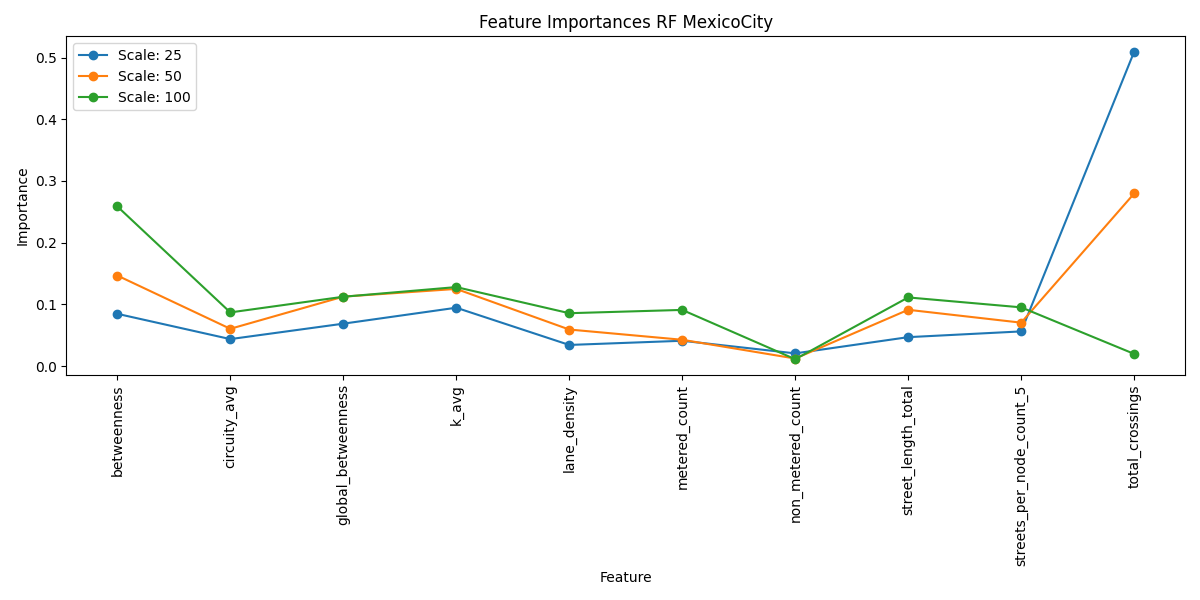 Feature Importances RF MexicoCity
Scale: 25
Scale: 50
Scale: 100
Importance
0.5
0.4
0.3
0.2
0.1
0.0
betweenness
circuity_avg
global_betweenness
k_avg
lane_density
metered_count
non_metered_count
street_length_total
streets_per_node_count_5
total_crossings
Feature